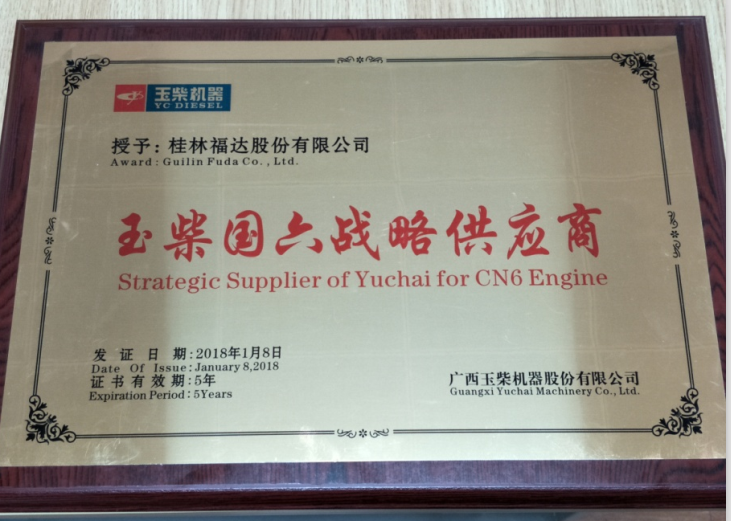 玉柴机器
YC DIESEL
授予：桂林福达股份有限公司
Award：Guilin Fuda Co.，Ltd.
玉柴国六战略供应商
Strategic Supplier of Yuchai for CN6 Engine
发证日期：2018年1月8日
Date Of Issue：January 8,2018
证书有效期：5年
Expiration Period：5Years
广西玉柴机器股份有限公司
Guangxi Yuchai Machinery Co., Ltd.